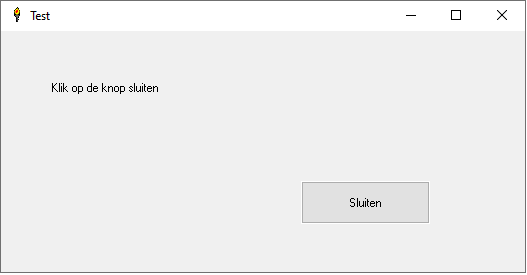 Test
Klik op de knop sluiten
Sluiten